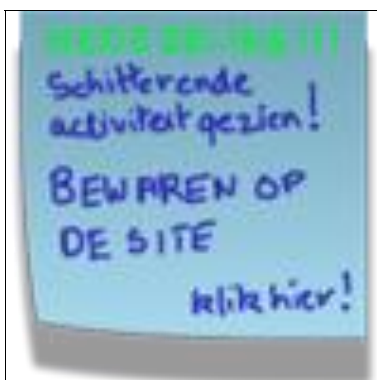 Schitterende
activiteit gezien!
BEWAREN OP
DE SITE
klik hier!